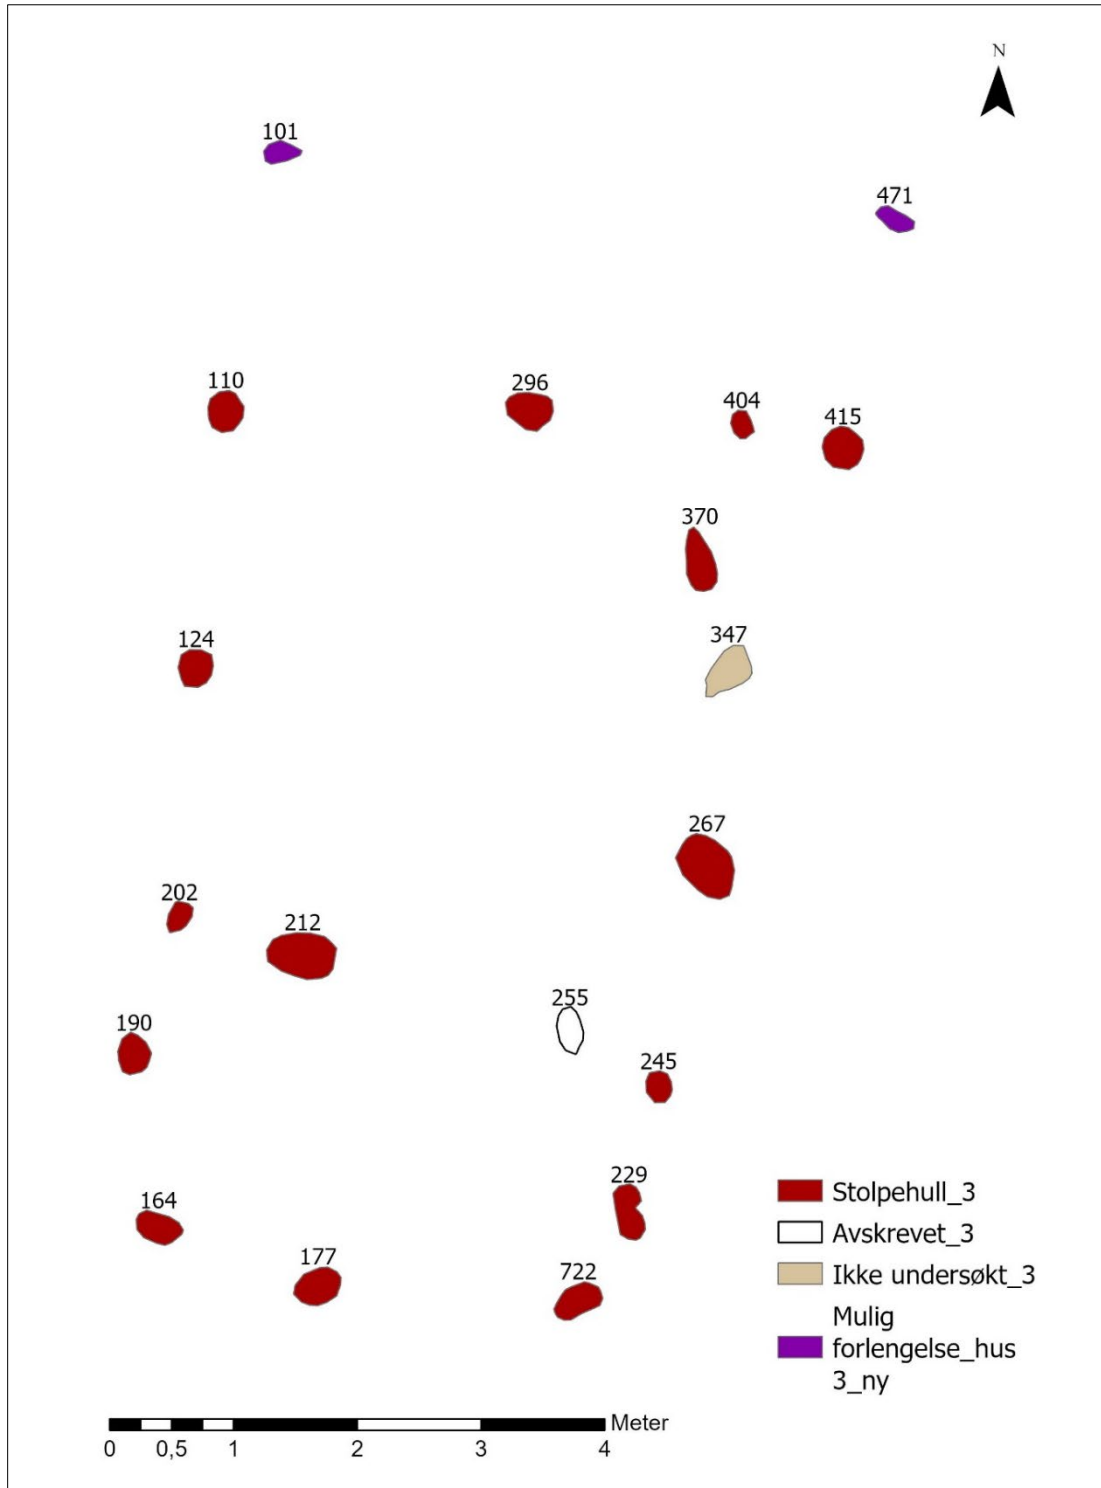 N
101
471
110
296
404
415
370
124
347
267
202
212
255
190
245
229
164
177
722
Stolpehull_3
Avskrevet_3
Ikke undersøkt_3
Mulig
forlengelse_hus
3_ny
Meter
0 0,5 1 2 3 4